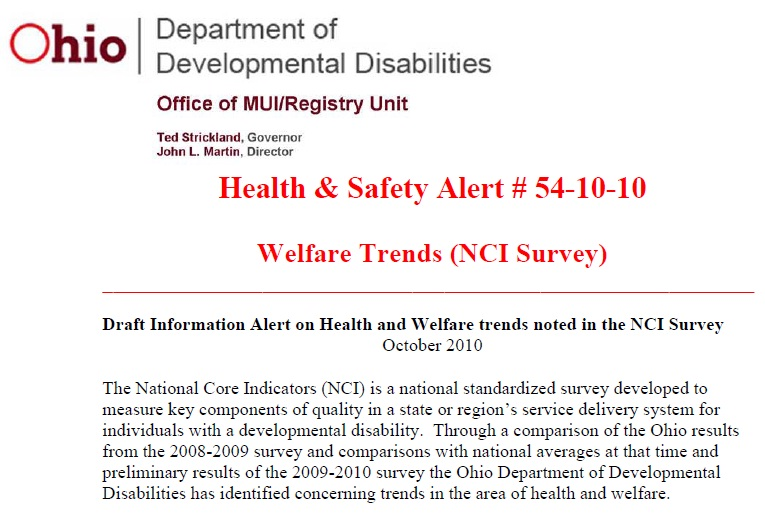 Ohio
Department of
Developmental Disabilities
Office of MUI/Registry Unit
Ted Strickland, Governor
John L. Martin, Director
Health & Safety Alert # 54-10-10
Welfare Trends (NCI Survey)
Draft Information Alert on Health and Welfare trends noted in the NCI Survey
October 2010
The National Core Indicators (NCI) is a national standardized survey developed to
measure key components of quality in a state or region's service delivery system for
individuals with a developmental disability.  Through a comparison of the Ohio results
from the 2008-2009 survey and comparisons with national averages at that time and
preliminary results of the 2009-2010 survey the Ohio Department of Developmental
Disabilities has identified concerning trends in the area of health and welfare.